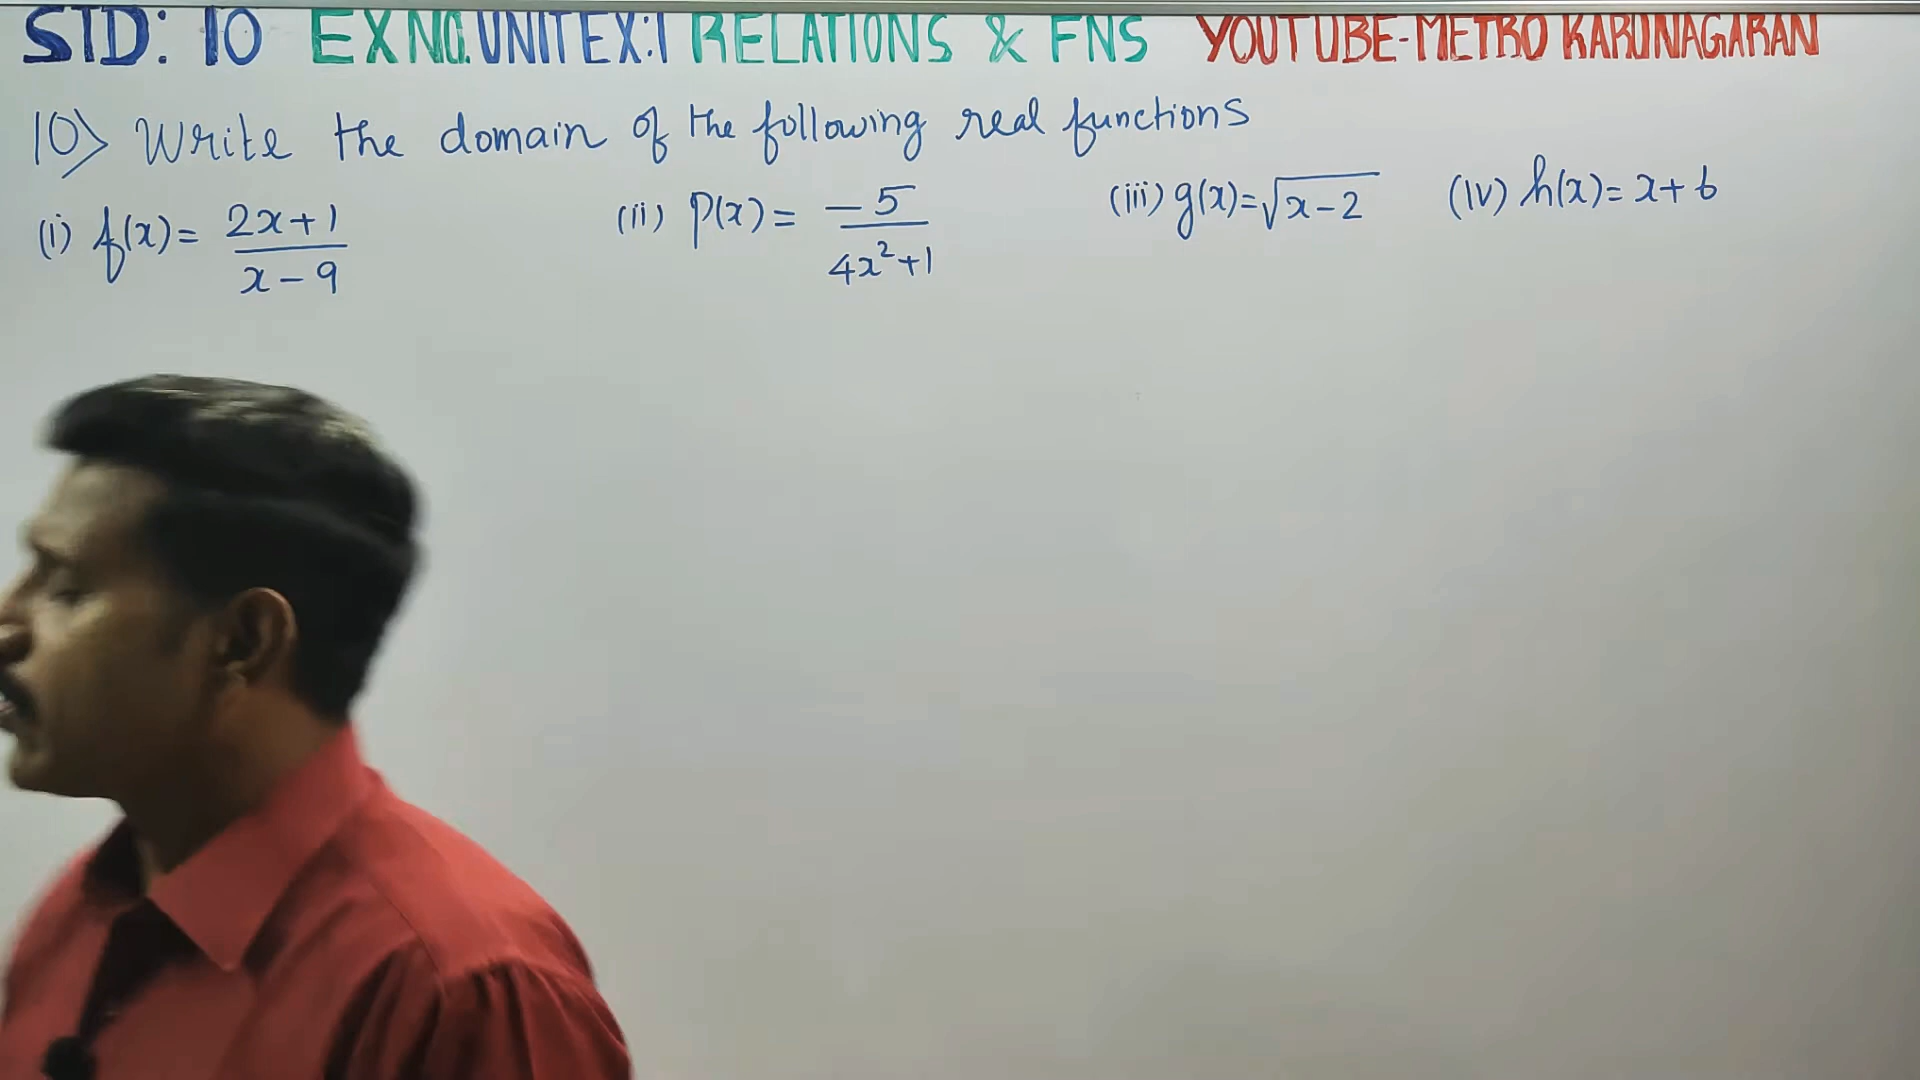 STD: 10 EX NO. UNIT EX:1 RELATIONS & FNS YOUTUBE-METRO KARUNAGARAN
10) Write the domain of the following real functions
(i) f(x)= (2x+1)/(x-9) (ii) p(x)= -5/(4x²+1) (iii) g(x)=√(x-2) (iv) h(x)= x+6